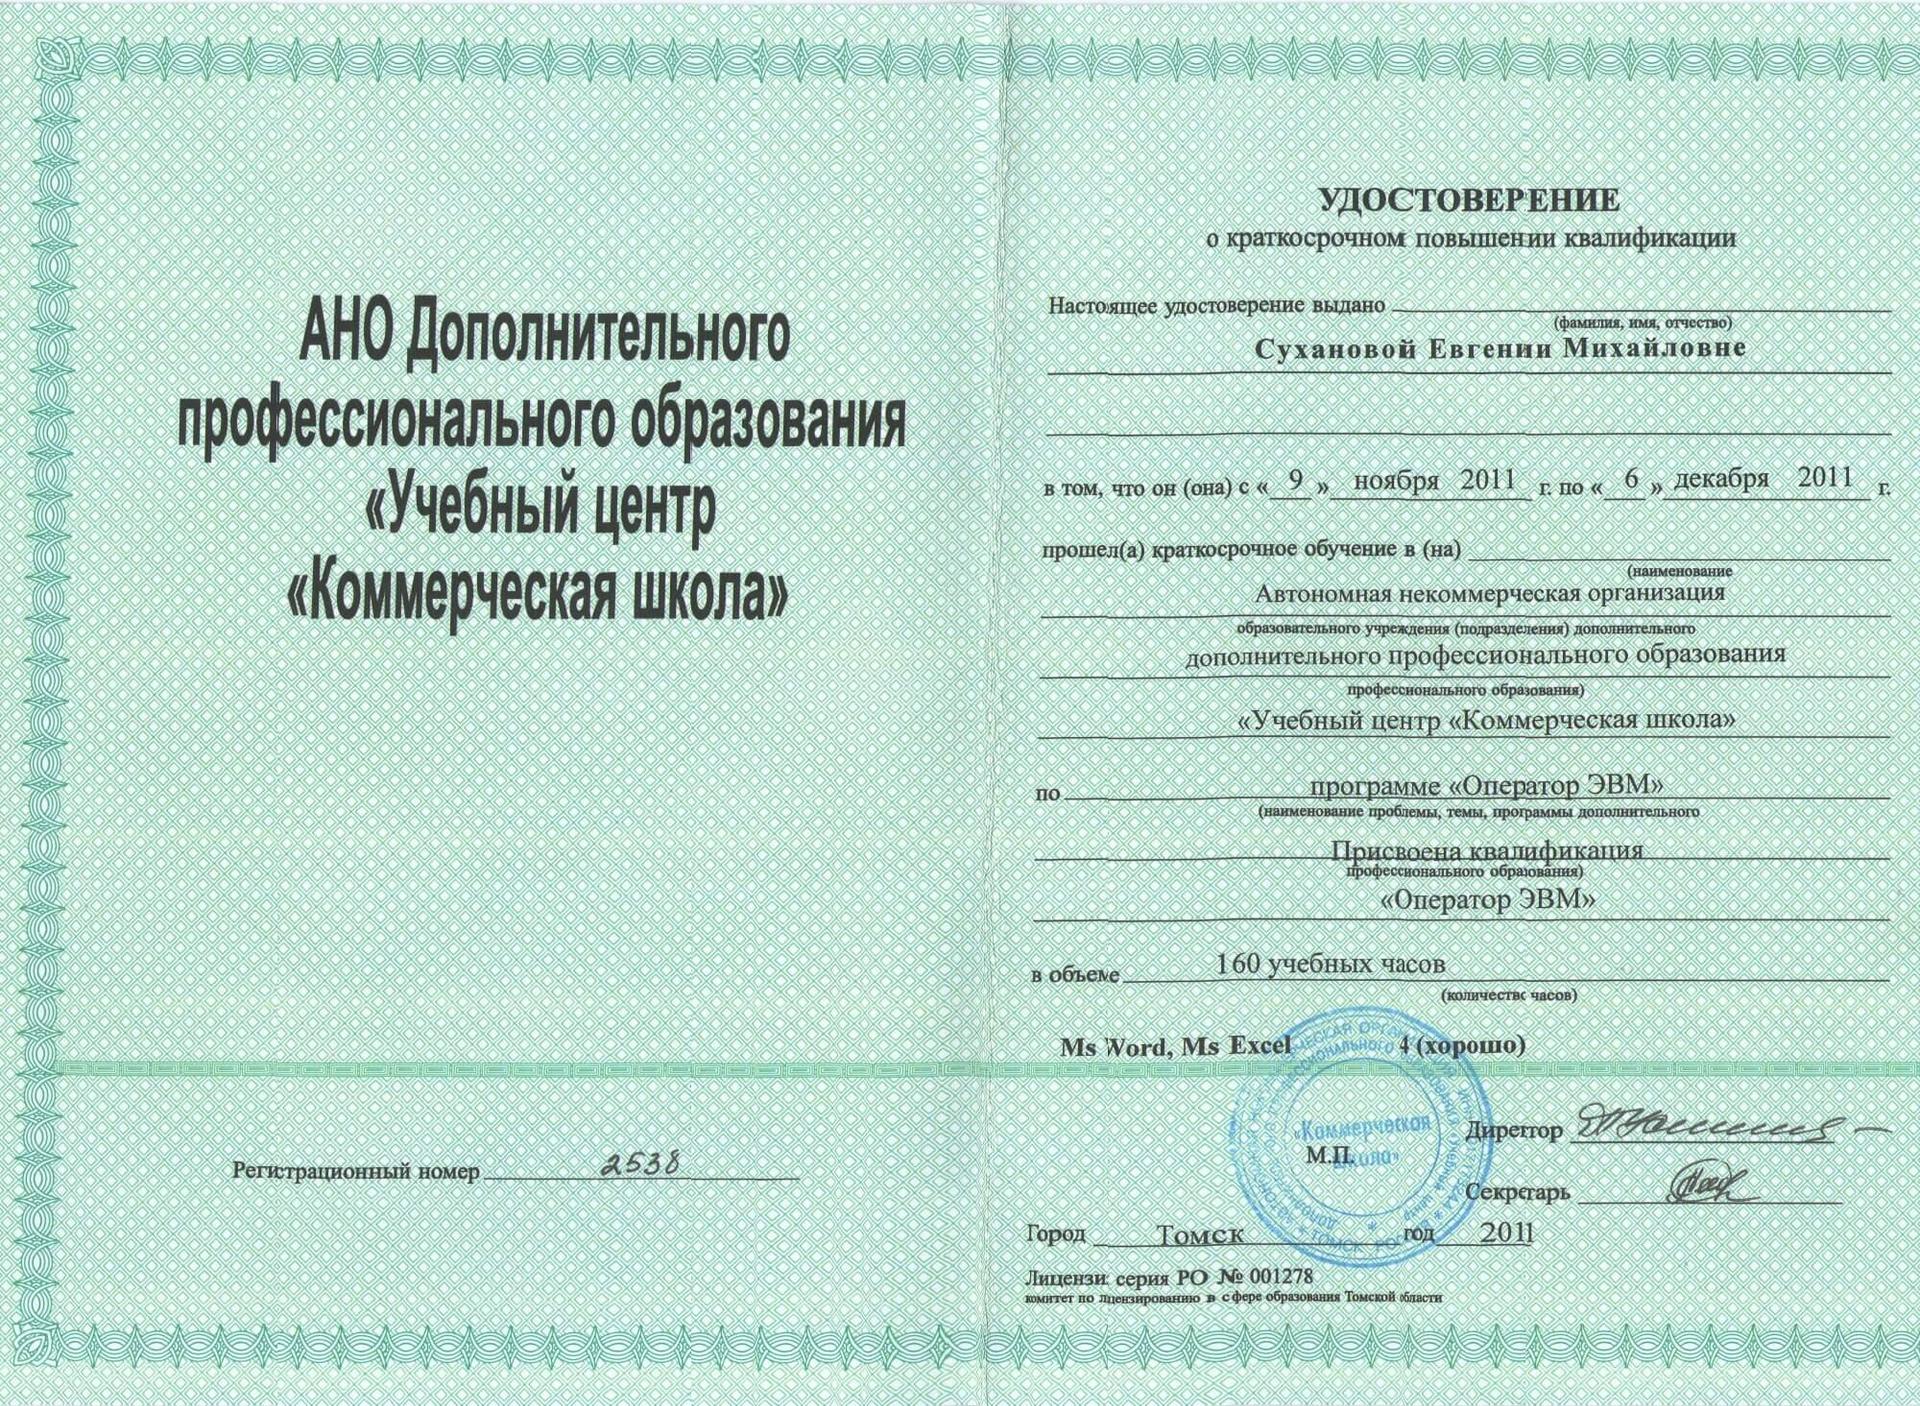 АНО Дополнительного
профессионального образования
«Учебный центр
«Коммерческая школа»
Регистрационный номер 2538
УДОСТОВЕРЕНИЕ
о краткосрочном повышении квалификации
Настоящее удостоверение выдано
(фамилия, имя, отчество)
Сухановой Евгении Михайловне
в том, что он (она) с « 9 » ноября 2011 г. по « 6 » декабря 2011 г.
прошел(а) краткосрочное обучение в (на)
(наименование
Автономная некоммерческая организация
образовательного учреждения (подразделения) дополнительного
дополнительного профессионального образования
профессионального образования)
«Учебный центр «Коммерческая школа»
по программе «Оператор ЭВМ»
(наименование проблемы, темы, программы дополнительного
Присвоена квалификация
профессионального образования)
«Оператор ЭВМ»
в объеме 160 учебных часов
(количество часов)
Ms Word, Ms Excel 4 (хорошо)
«Коммерческая
школа»
Директор
М.П.
Секретарь
Город Томск год 2011
Лицензи серия РО № 001278
комитет по лцензированию в сфере образования Томской области